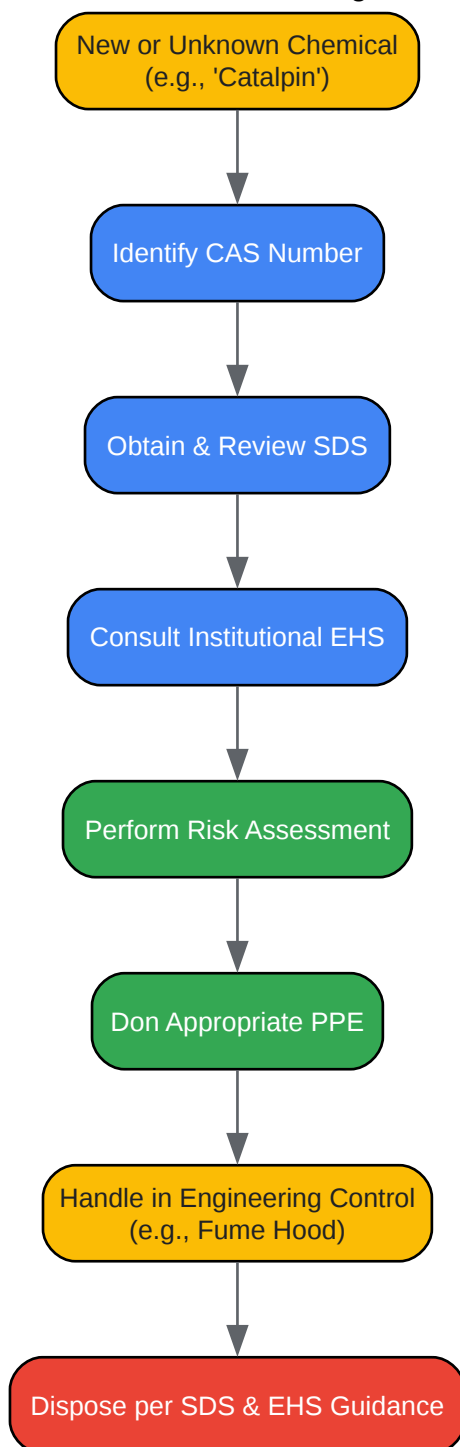 New or Unknown Chemical
(e.g., 'Catalpin')
Identify CAS Number
Obtain & Review SDS
Consult Institutional EHS
Perform Risk Assessment
Don Appropriate PPE
Handle in Engineering Control
(e.g., Fume Hood)
Dispose per SDS & EHS Guidance